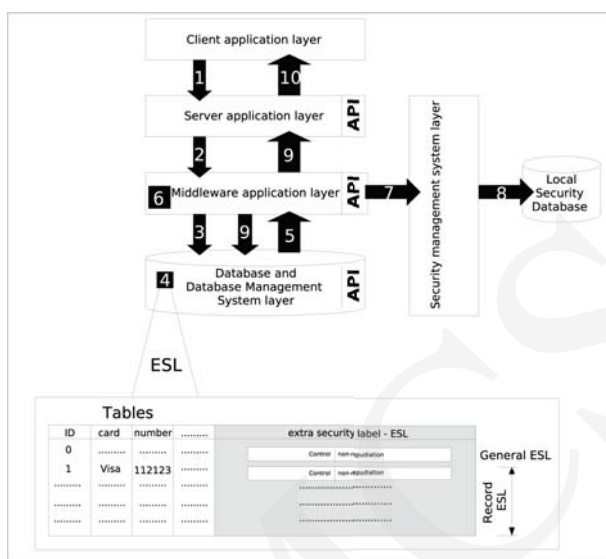 Client application layer
1
10
Server application layer
API
2
9
6
Middleware application layer
API
7
Security management system layer
8
Local
Security
Database
3
9
5
4
Database and
Database Management
System layer
API
ESL
Tables
ID card number .........
extra security label - ESL
0 ......... ......... .........
Control non-repudiation
General ESL
1 Visa 112123 .........
Control non-repudiation
Record
ESL